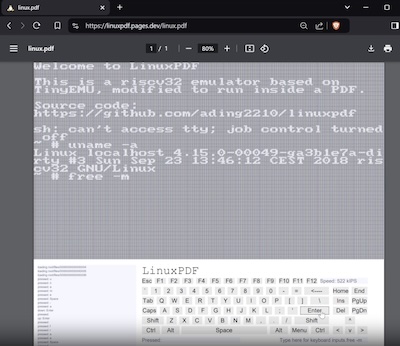 linux.pdf
https://linuxpdf.pages.dev/linux.pdf
linux.pdf
1 / 1
80%
Welcome to LinuxPDF
This is a riscv32 emulator based on
TinyEMU, modified to run inside a PDF.
Source code:
https://github.com/ading2210/linuxpdf
sh: can't access tty; job control turned
off
~ # uname -a
Linux localhost 4.15.0-00049-ga3b1e7a-di
rty #3 Sun Sep 23 13:46:12 CEST 2018 ris
cv32 GNU/Linux
~ # free -m
LinuxPDF
Esc F1 F2 F3 F4 F5 F6 F7 F8 F9 F10 F11 F12 Speed: 522 kIPS
` 1 2 3 4 5 6 7 8 9 0 - = <--- Home End
Tab Q W E R T Y U I O P [ ] \ Ins PgUp
Caps A S D F G H J K L ; ' Enter Del PgDn
Shift Z X C V B N M , . / Shift ^
Ctrl Alt Space Alt Menu Ctrl < v >
Pressed:
Type here for keyboard inputs